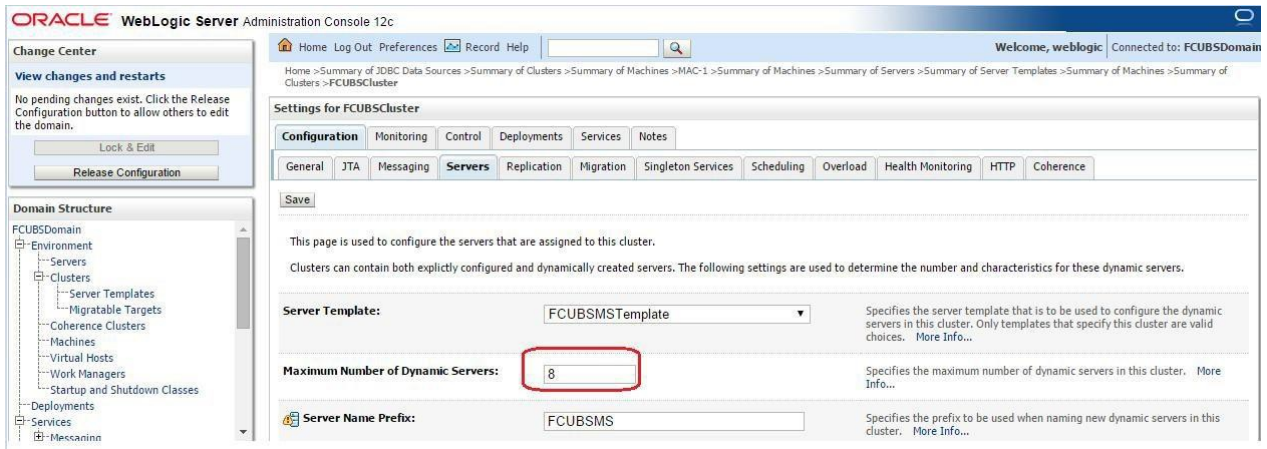 ORACLE WebLogic Server Administration Console 12c
Change Center
View changes and restarts
No pending changes exist. Click the Release
Configuration button to allow others to edit
the domain.
Lock & Edit
Release Configuration
Domain Structure
FCUBSDomain
Environment
Servers
Clusters
Server Templates
Migratable Targets
Coherence Clusters
Machines
Virtual Hosts
Work Managers
Startup and Shutdown Classes
Deployments
Services
Messaging
Home Log Out Preferences Record Help
Welcome, weblogic Connected to: FCUBSDomain
Home >Summary of JDBC Data Sources >Summary of Clusters >Summary of Machines >MAC-1 >Summary of Machines >Summary of Servers >Summary of Server Templates >Summary of Machines >Summary of
Clusters >FCUBSCluster
Settings for FCUBSCluster
Configuration Monitoring Control Deployments Services Notes
General JTA Messaging Servers Replication Migration Singleton Services Scheduling Overload Health Monitoring HTTP Coherence
Save
This page is used to configure the servers that are assigned to this cluster.
Clusters can contain both explictly configured and dynamically created servers. The following settings are used to determine the number and characteristics for these dynamic servers.
Server Template: FCUBSMSTemplate
Specifies the server template that is to be used to configure the dynamic
servers in this cluster. Only templates that specify this cluster are valid
choices. More Info...
Maximum Number of Dynamic Servers: 8
Specifies the maximum number of dynamic servers in this cluster. More
Info...
Server Name Prefix: FCUBSMS
Specifies the prefix to be used when naming new dynamic servers in this
cluster. More Info...